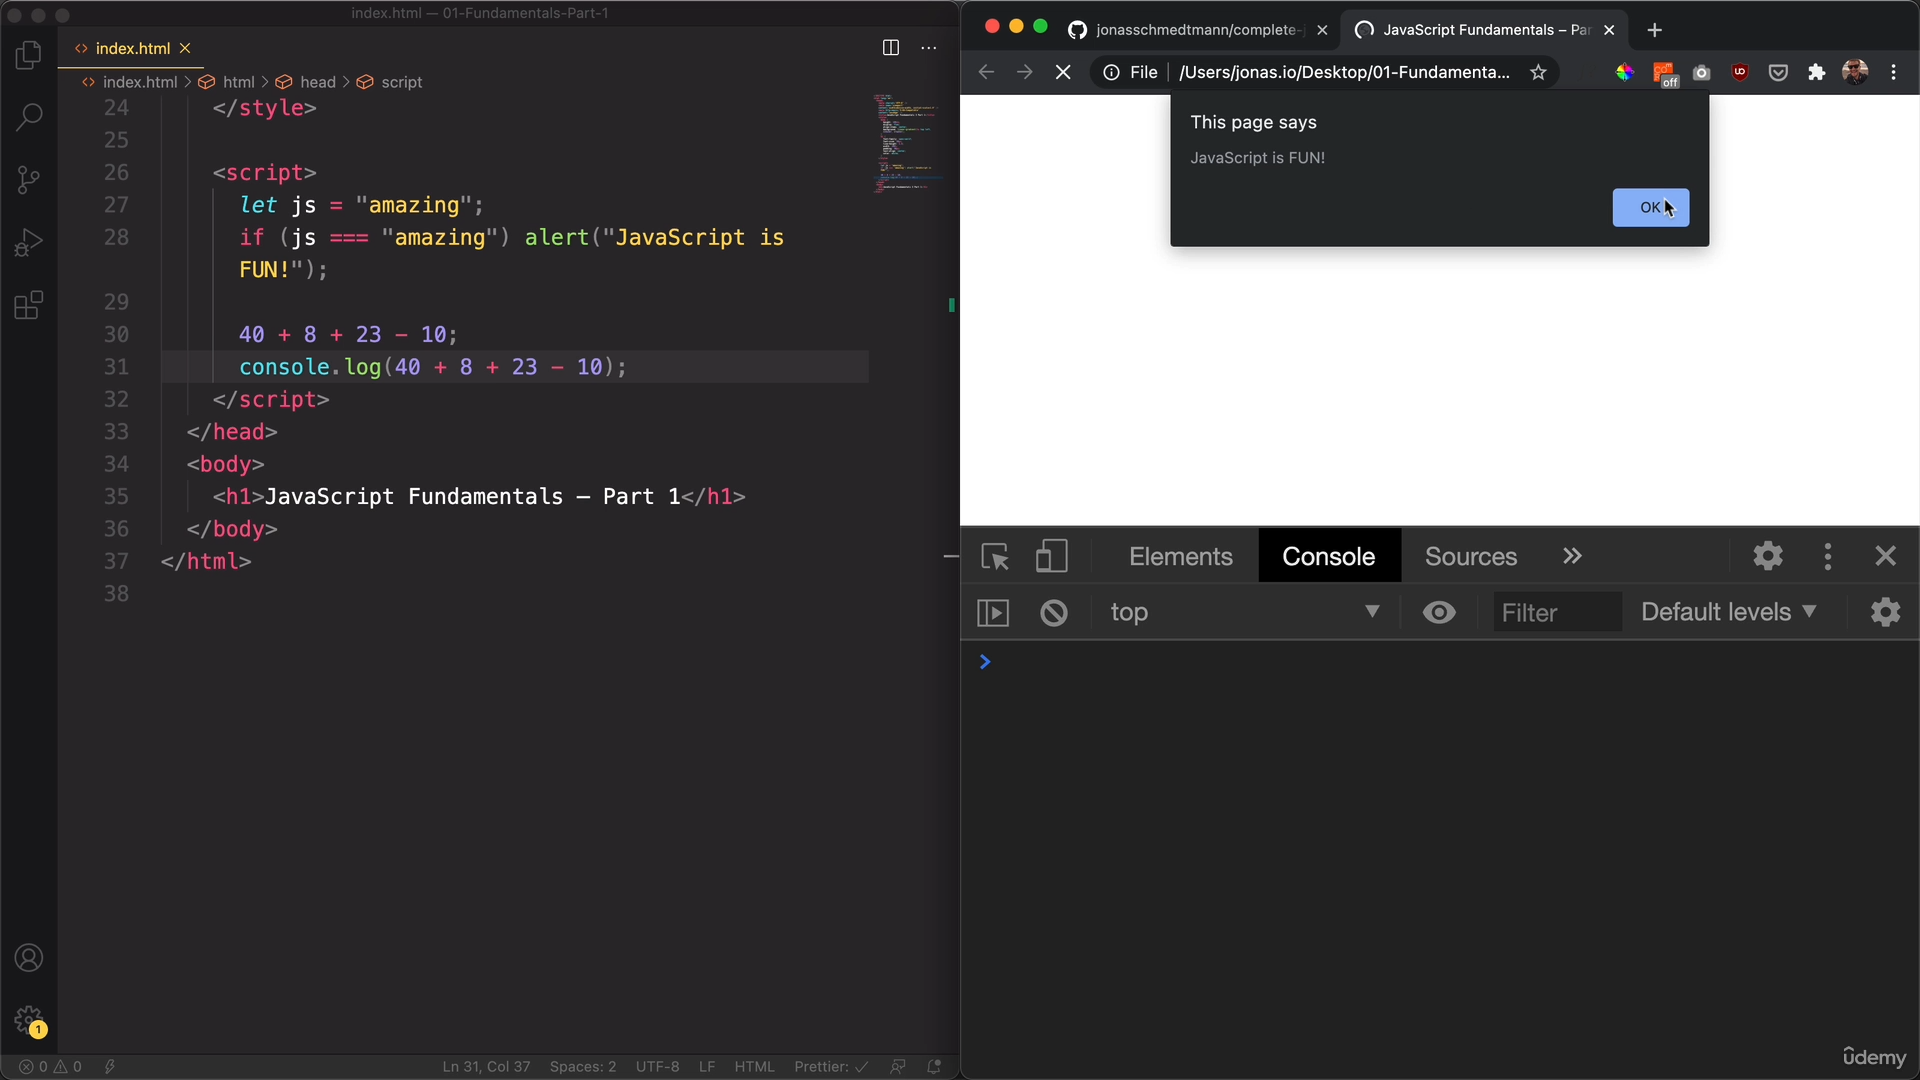 index.html — 01-Fundamentals-Part-1
index.html
index.html > html > head > script
24 </style>
25
26 <script>
27 let js = "amazing";
28 if (js === "amazing") alert("JavaScript is
FUN!");
29
30 40 + 8 + 23 − 10;
31 console.log(40 + 8 + 23 − 10);
32 </script>
33 </head>
34 <body>
35 <h1>JavaScript Fundamentals – Part 1</h1>
36 </body>
37 </html>
38
1
0 0 Ln 31, Col 37 Spaces: 2 UTF-8 LF HTML Prettier: ✓
jonasschmedtmann/complete- JavaScript Fundamentals – Par
File /Users/jonas.io/Desktop/01-Fundamenta...
off
This page says
JavaScript is FUN!
OK
Elements Console Sources »
top Filter Default levels
>
ûdemy